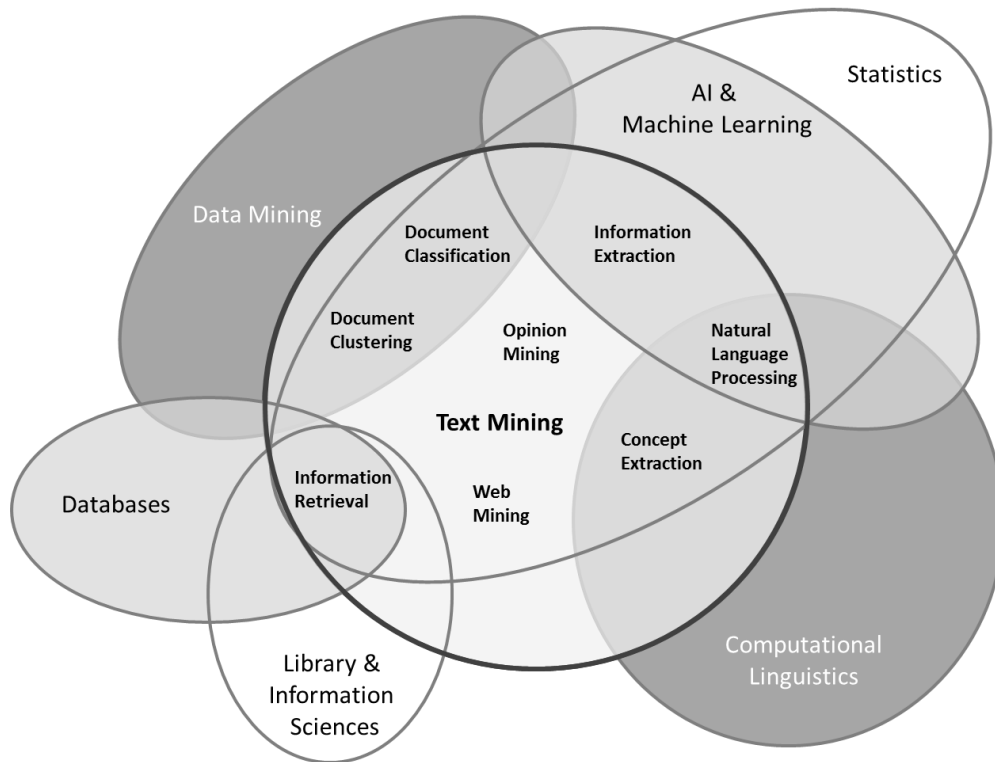 Statistics
AI &
Machine Learning
Data Mining
Document
Classification
Information
Extraction
Document
Clustering
Opinion
Mining
Natural
Language
Processing
Text Mining
Concept
Extraction
Information
Retrieval
Web
Mining
Databases
Library &
Information
Sciences
Computational
Linguistics